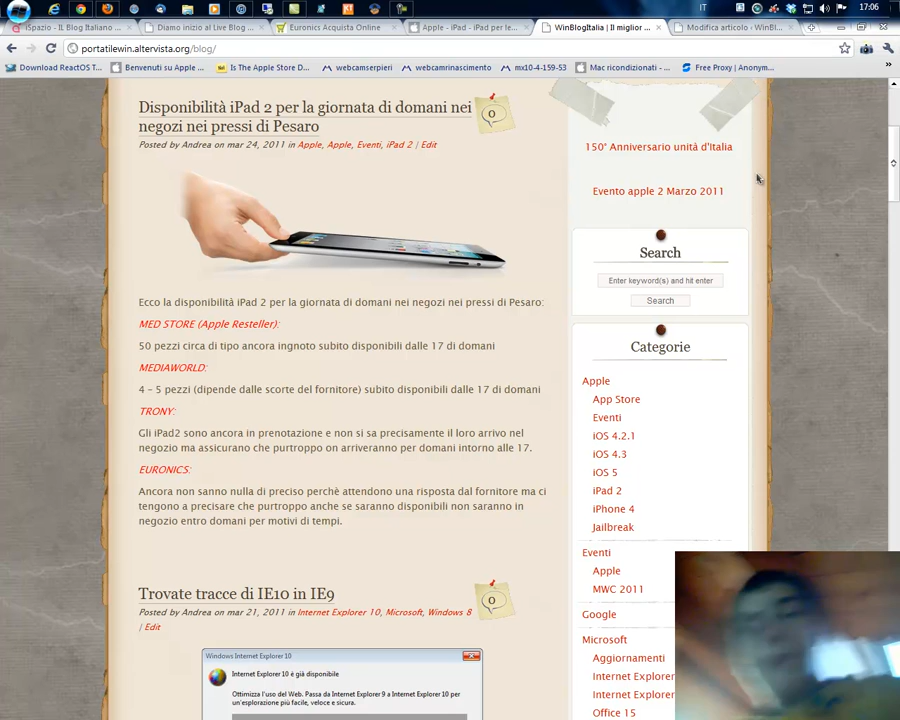 IT 17:06
iSpazio - Il Blog Italiano ... Diamo inizio al Live Blog ... Euronics Acquista Online Apple - iPad - iPad per le... WinBlogItalia | Il miglior ... Modifica articolo ‹ WinBl...
portatilewin.altervista.org/blog/
Download ReactOS T... Benvenuti su Apple ... Is The Apple Store D... webcamserpieri webcamrinascimento mx10-4-159-53 Mac ricondizionati - ... Free Proxy | Anonym... »
Disponibilità iPad 2 per la giornata di domani nei
negozi nei pressi di Pesaro
0
Posted by Andrea on mar 24, 2011 in Apple, Apple, Eventi, iPad 2 | Edit
Ecco la disponibilità iPad 2 per la giornata di domani nei negozi nei pressi di Pesaro:
MED STORE (Apple Resteller):
50 pezzi circa di tipo ancora ingnoto subito disponibili dalle 17 di domani
MEDIAWORLD:
4 – 5 pezzi (dipende dalle scorte del fornitore) subito disponibili dalle 17 di domani
TRONY:
Gli iPad2 sono ancora in prenotazione e non si sa precisamente il loro arrivo nel
negozio ma assicurano che purtroppo on arriveranno per domani intorno alle 17.
EURONICS:
Ancora non sanno nulla di preciso perchè attendono una risposta dal fornitore ma ci
tengono a precisare che purtroppo anche se saranno disponibili non saranno in
negozio entro domani per motivi di tempi.
Trovate tracce di IE10 in IE9
0
Posted by Andrea on mar 21, 2011 in Internet Explorer 10, Microsoft, Windows 8
| Edit
Windows Internet Explorer 10
Internet Explorer 10 è già disponibile
Ottimizza l'uso del Web. Passa da Internet Explorer 9 a Internet Explorer 10 per
un'esplorazione più facile, veloce e sicura.
150° Anniversario unità d'Italia
Evento apple 2 Marzo 2011
Search
Enter keyword(s) and hit enter
Search
Categorie
Apple
App Store
Eventi
iOS 4.2.1
iOS 4.3
iOS 5
iPad 2
iPhone 4
Jailbreak
Eventi
Apple
MWC 2011
Google
Microsoft
Aggiornamenti
Internet Explorer
Internet Explorer
Office 15